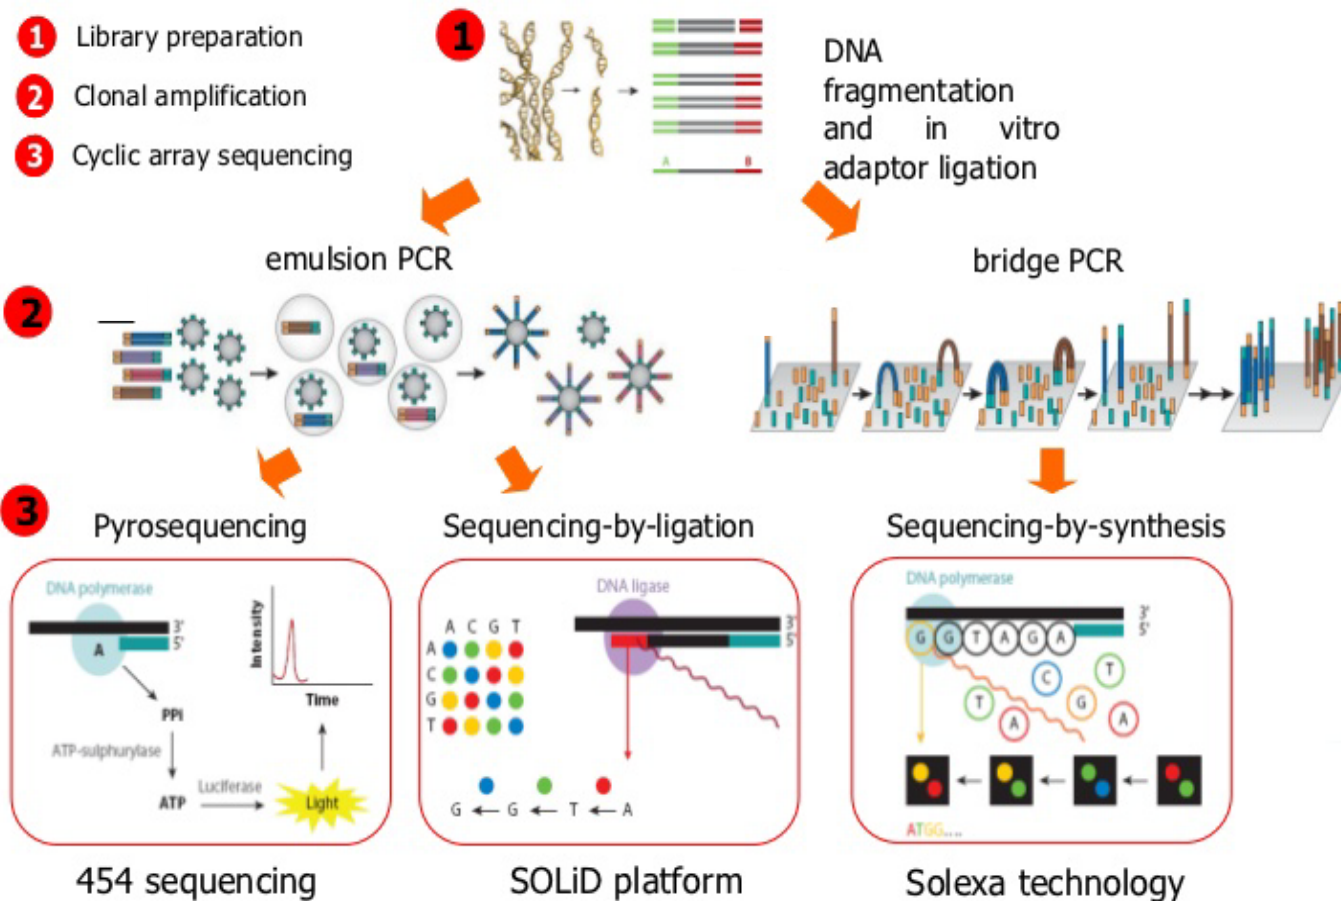 1 Library preparation
2 Clonal amplification
3 Cyclic array sequencing
1
DNA
fragmentation
and in vitro
adaptor ligation
A B
emulsion PCR
bridge PCR
2
3
Pyrosequencing
DNA polymerase
3'
5'
A
Intensity
Time
PPi
ATP-sulphurylase
Luciferase
ATP
Light
454 sequencing
Sequencing-by-ligation
DNA ligase
3'
5'
A C G T
A
C
G
T
G G T A
SOLiD platform
Sequencing-by-synthesis
DNA polymerase
3'
5'
G G T A G A
C T
T G
A A
ATGG....
Solexa technology